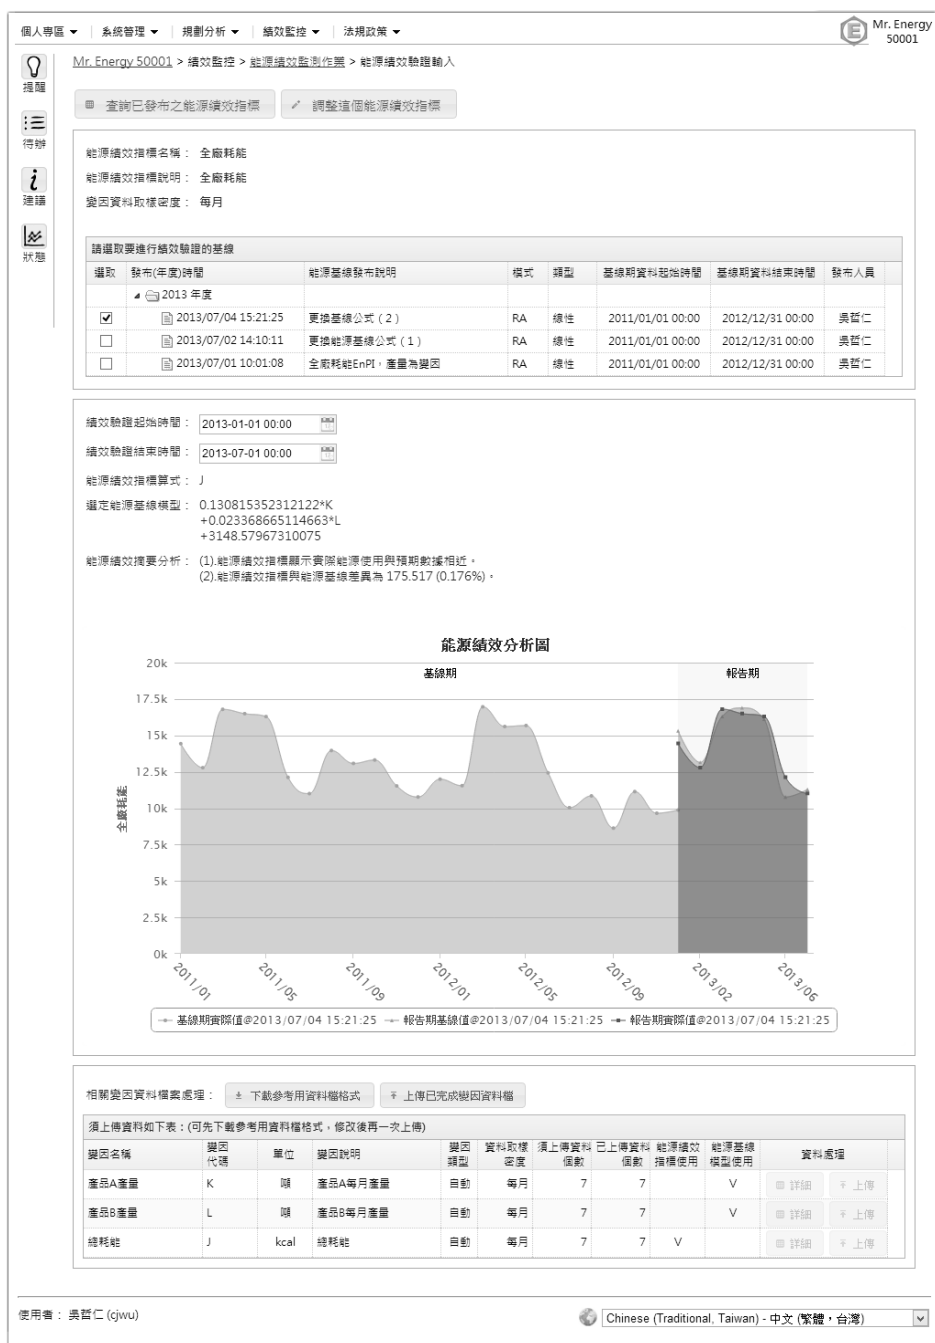 個人專區 ▼ | 系統管理 ▼ | 規劃分析 ▼ | 績效監控 ▼ | 法規政策 ▼
Mr. Energy
50001
提醒
待辦
建議
狀態
Mr. Energy 50001 > 績效監控 > 能源績效監測作業 > 能源績效驗證輸入
查詢已發布之能源績效指標 調整這個能源績效指標
能源績效指標名稱： 全廠耗能
能源績效指標說明： 全廠耗能
變因資料取樣密度： 每月
請選取要進行績效驗證的基線
選取 發布(年度)時間 能源基線發布說明 模式 類型 基線期資料起始時間 基線期資料結束時間 發布人員
2013 年度
2013/07/04 15:21:25 更換基線公式 ( 2 ) RA 線性 2011/01/01 00:00 2012/12/31 00:00 吳哲仁
2013/07/02 14:10:11 更換能源基線公式 ( 1 ) RA 線性 2011/01/01 00:00 2012/12/31 00:00 吳哲仁
2013/07/01 10:01:08 全廠耗能EnPI，產量為變因 RA 線性 2011/01/01 00:00 2012/12/31 00:00 吳哲仁
績效驗證起始時間： 2013-01-01 00:00
績效驗證結束時間： 2013-07-01 00:00
能源績效指標算式： J
選定能源基線模型： 0.130815352312122*K
+0.023368665114663*L
+3148.57967310075
能源績效摘要分析： (1).能源績效指標顯示實際能源使用與預期數據相近。
(2).能源績效指標與能源基線差異為 175.517 (0.176%)。
能源績效分析圖
基線期 報告期
20k
17.5k
15k
12.5k
10k
7.5k
5k
2.5k
0k
全廠耗能
2011/01 2011/05 2011/09 2012/01 2012/05 2012/09 2013/02 2013/06
基線期實際值@2013/07/04 15:21:25 報告期基線值@2013/07/04 15:21:25 報告期實際值@2013/07/04 15:21:25
相關變因資料檔案處理： 下載參考用資料檔格式 上傳已完成變因資料檔
須上傳資料如下表：(可先下載參考用資料檔格式，修改後再一次上傳)
變因名稱 變因代碼 單位 變因說明 變因類型 資料取樣密度 須上傳資料個數 已上傳資料個數 能源績效指標使用 能源基線模型使用 資料處理
產品A產量 K 噸 產品A每月產量 自動 每月 7 7 V 詳細 上傳
產品B產量 L 噸 產品B每月產量 自動 每月 7 7 V 詳細 上傳
總耗能 J kcal 總耗能 自動 每月 7 7 V 詳細 上傳
使用者： 吳哲仁 (cjwu)
Chinese (Traditional, Taiwan) - 中文 (繁體，台灣)